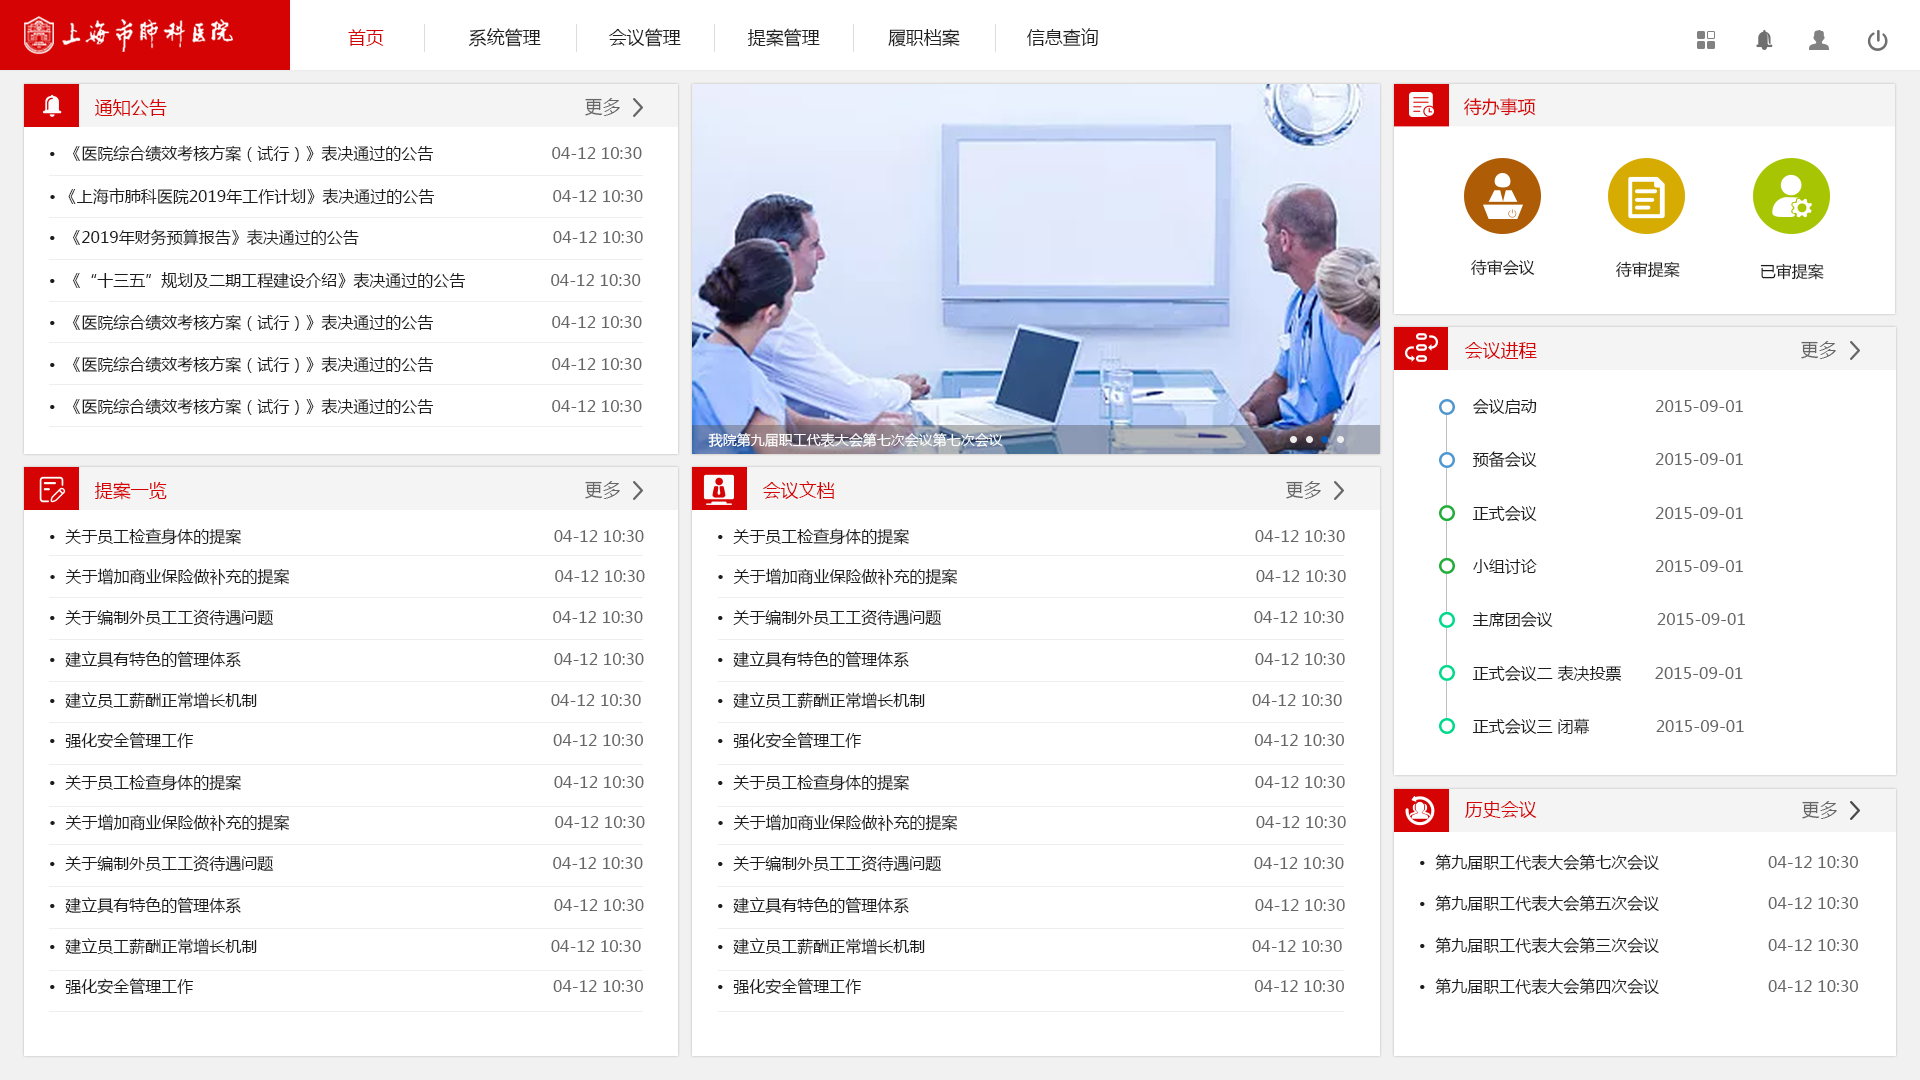 上海市肺科医院
首页 系统管理 会议管理 提案管理 履职档案 信息查询
通知公告 更多
• 《医院综合绩效考核方案（试行）》表决通过的公告 04-12 10:30
• 《上海市肺科医院2019年工作计划》表决通过的公告 04-12 10:30
• 《2019年财务预算报告》表决通过的公告 04-12 10:30
• 《“十三五”规划及二期工程建设介绍》表决通过的公告 04-12 10:30
• 《医院综合绩效考核方案（试行）》表决通过的公告 04-12 10:30
• 《医院综合绩效考核方案（试行）》表决通过的公告 04-12 10:30
• 《医院综合绩效考核方案（试行）》表决通过的公告 04-12 10:30
我院第九届职工代表大会第七次会议第七次会议
待办事项
待审会议 待审提案 已审提案
提案一览 更多
• 关于员工检查身体的提案 04-12 10:30
• 关于增加商业保险做补充的提案 04-12 10:30
• 关于编制外员工工资待遇问题 04-12 10:30
• 建立具有特色的管理体系 04-12 10:30
• 建立员工薪酬正常增长机制 04-12 10:30
• 强化安全管理工作 04-12 10:30
• 关于员工检查身体的提案 04-12 10:30
• 关于增加商业保险做补充的提案 04-12 10:30
• 关于编制外员工工资待遇问题 04-12 10:30
• 建立具有特色的管理体系 04-12 10:30
• 建立员工薪酬正常增长机制 04-12 10:30
• 强化安全管理工作 04-12 10:30
会议文档 更多
• 关于员工检查身体的提案 04-12 10:30
• 关于增加商业保险做补充的提案 04-12 10:30
• 关于编制外员工工资待遇问题 04-12 10:30
• 建立具有特色的管理体系 04-12 10:30
• 建立员工薪酬正常增长机制 04-12 10:30
• 强化安全管理工作 04-12 10:30
• 关于员工检查身体的提案 04-12 10:30
• 关于增加商业保险做补充的提案 04-12 10:30
• 关于编制外员工工资待遇问题 04-12 10:30
• 建立具有特色的管理体系 04-12 10:30
• 建立员工薪酬正常增长机制 04-12 10:30
• 强化安全管理工作 04-12 10:30
会议进程 更多
会议启动 2015-09-01
预备会议 2015-09-01
正式会议 2015-09-01
小组讨论 2015-09-01
主席团会议 2015-09-01
正式会议二 表决投票 2015-09-01
正式会议三 闭幕 2015-09-01
历史会议 更多
• 第九届职工代表大会第七次会议 04-12 10:30
• 第九届职工代表大会第五次会议 04-12 10:30
• 第九届职工代表大会第三次会议 04-12 10:30
• 第九届职工代表大会第四次会议 04-12 10:30